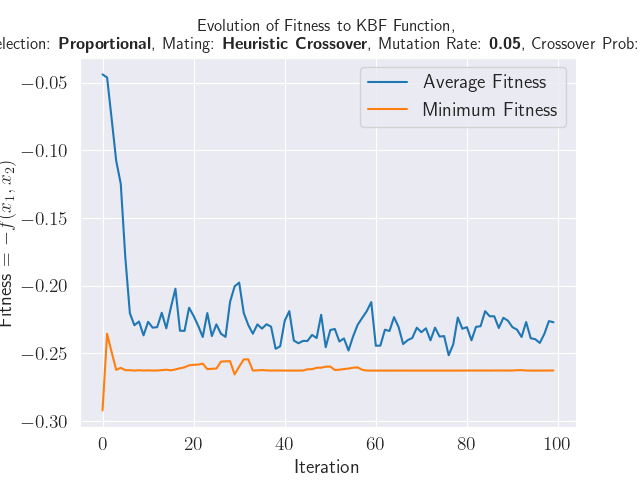 Evolution of Fitness to KBF Function,
election: Proportional, Mating: Heuristic Crossover, Mutation Rate: 0.05, Crossover Prob:
Average Fitness
Minimum Fitness
Fitness = −f(x₁, x₂)
−0.05
−0.10
−0.15
−0.20
−0.25
−0.30
0 20 40 60 80 100
Iteration